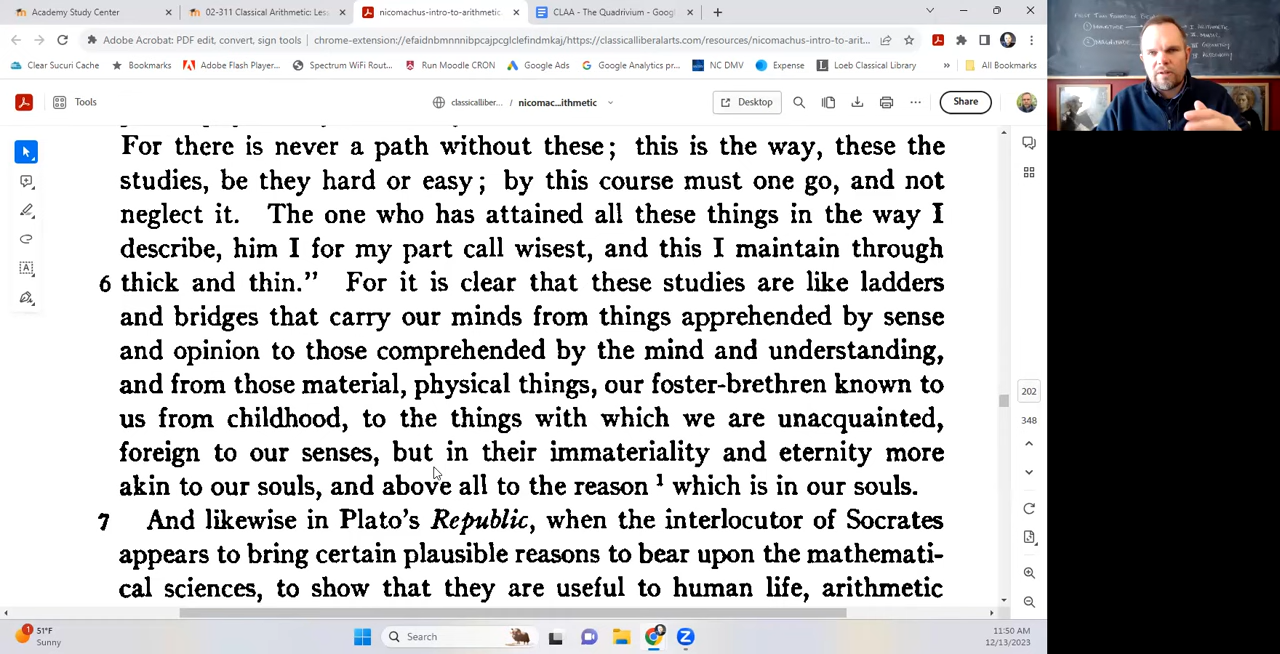 Academy Study Center
02-311 Classical Arithmetic: Les
nicomachus-intro-to-arithmetic
CLAA - The Quadrivium - Goog
Adobe Acrobat: PDF edit, convert, sign tools
chrome-extension://efaidnbmnnnibpcajpcglclefindmkaj/https://classicalliberalarts.com/resources/nicomachus-intro-to-arit...
Clear Sucuri Cache
Bookmarks
Adobe Flash Player...
Spectrum WiFi Rout...
Run Moodle CRON
Google Ads
Google Analytics pr...
NC DMV
Expense
Loeb Classical Library
»
All Bookmarks
Tools
classicalliber... / nicomac...ithmetic
Desktop
Share
For there is never a path without these; this is the way, these the
studies, be they hard or easy; by this course must one go, and not
neglect it. The one who has attained all these things in the way I
describe, him I for my part call wisest, and this I maintain through
6 thick and thin.” For it is clear that these studies are like ladders
and bridges that carry our minds from things apprehended by sense
and opinion to those comprehended by the mind and understanding,
and from those material, physical things, our foster-brethren known to
us from childhood, to the things with which we are unacquainted,
foreign to our senses, but in their immateriality and eternity more
akin to our souls, and above all to the reason ¹ which is in our souls.
7 And likewise in Plato’s Republic, when the interlocutor of Socrates
appears to bring certain plausible reasons to bear upon the mathemati-
cal sciences, to show that they are useful to human life, arithmetic
202
348
1
51°F
Sunny
Search
11:50 AM
12/13/2023